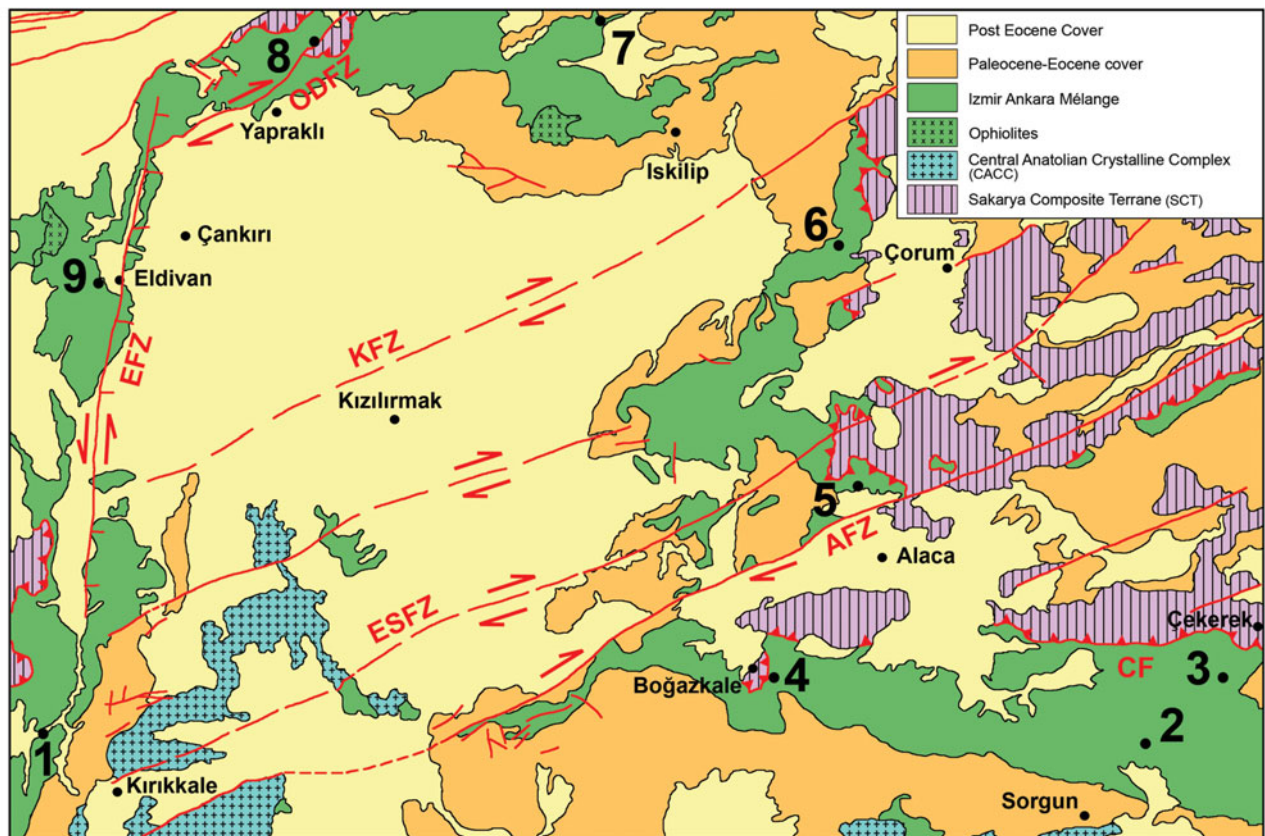 8
7
Post Eocene Cover
Paleocene-Eocene cover
Izmir Ankara Mélange
Ophiolites
Central Anatolian Crystalline Complex
(CACC)
Sakarya Composite Terrane (SCT)
ODFZ
Yapraklı
Iskilip
Çankırı
6
Çorum
9
Eldivan
EFZ
KFZ
Kızılırmak
5
AFZ
Alaca
ESFZ
Çekerek
CF
Boğazkale
4
3
1
2
Kırıkkale
Sorgun